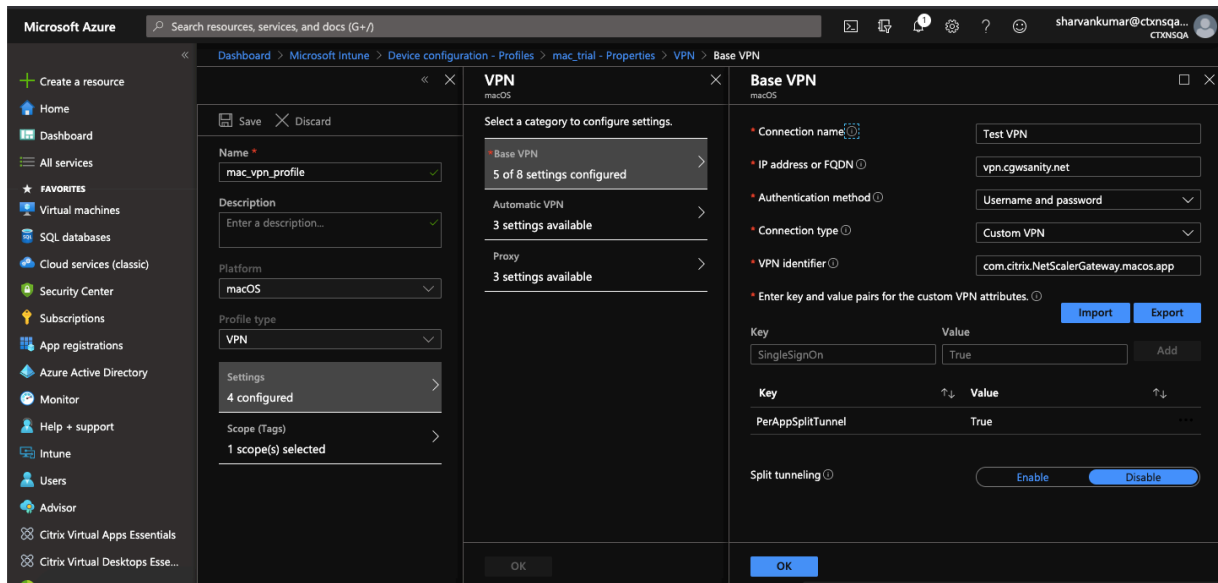 Microsoft Azure
Search resources, services, and docs (G+/)
1
sharvankumar@ctxnsqa...
CTXNSQA
«
Dashboard > Microsoft Intune > Device configuration - Profiles > mac_trial - Properties > VPN > Base VPN
Create a resource
Home
Dashboard
All services
FAVORITES
Virtual machines
SQL databases
Cloud services (classic)
Security Center
Subscriptions
App registrations
Azure Active Directory
Monitor
Help + support
Intune
Users
Advisor
Citrix Virtual Apps Essentials
Citrix Virtual Desktops Esse...
«
Save Discard
Name *
mac_vpn_profile
Description
Enter a description...
Platform
macOS
Profile type
VPN
Settings
4 configured
Scope (Tags)
1 scope(s) selected
VPN
macOS
Select a category to configure settings.
* Base VPN
5 of 8 settings configured
Automatic VPN
3 settings available
Proxy
3 settings available
OK
Base VPN
macOS
* Connection name Test VPN
* IP address or FQDN vpn.cgwsanity.net
* Authentication method Username and password
* Connection type Custom VPN
* VPN identifier com.citrix.NetScalerGateway.macos.app
* Enter key and value pairs for the custom VPN attributes.
Import Export
Key Value
SingleSignOn True Add
Key ↑↓ Value ↑↓
PerAppSplitTunnel True ...
Split tunneling Enable Disable
OK